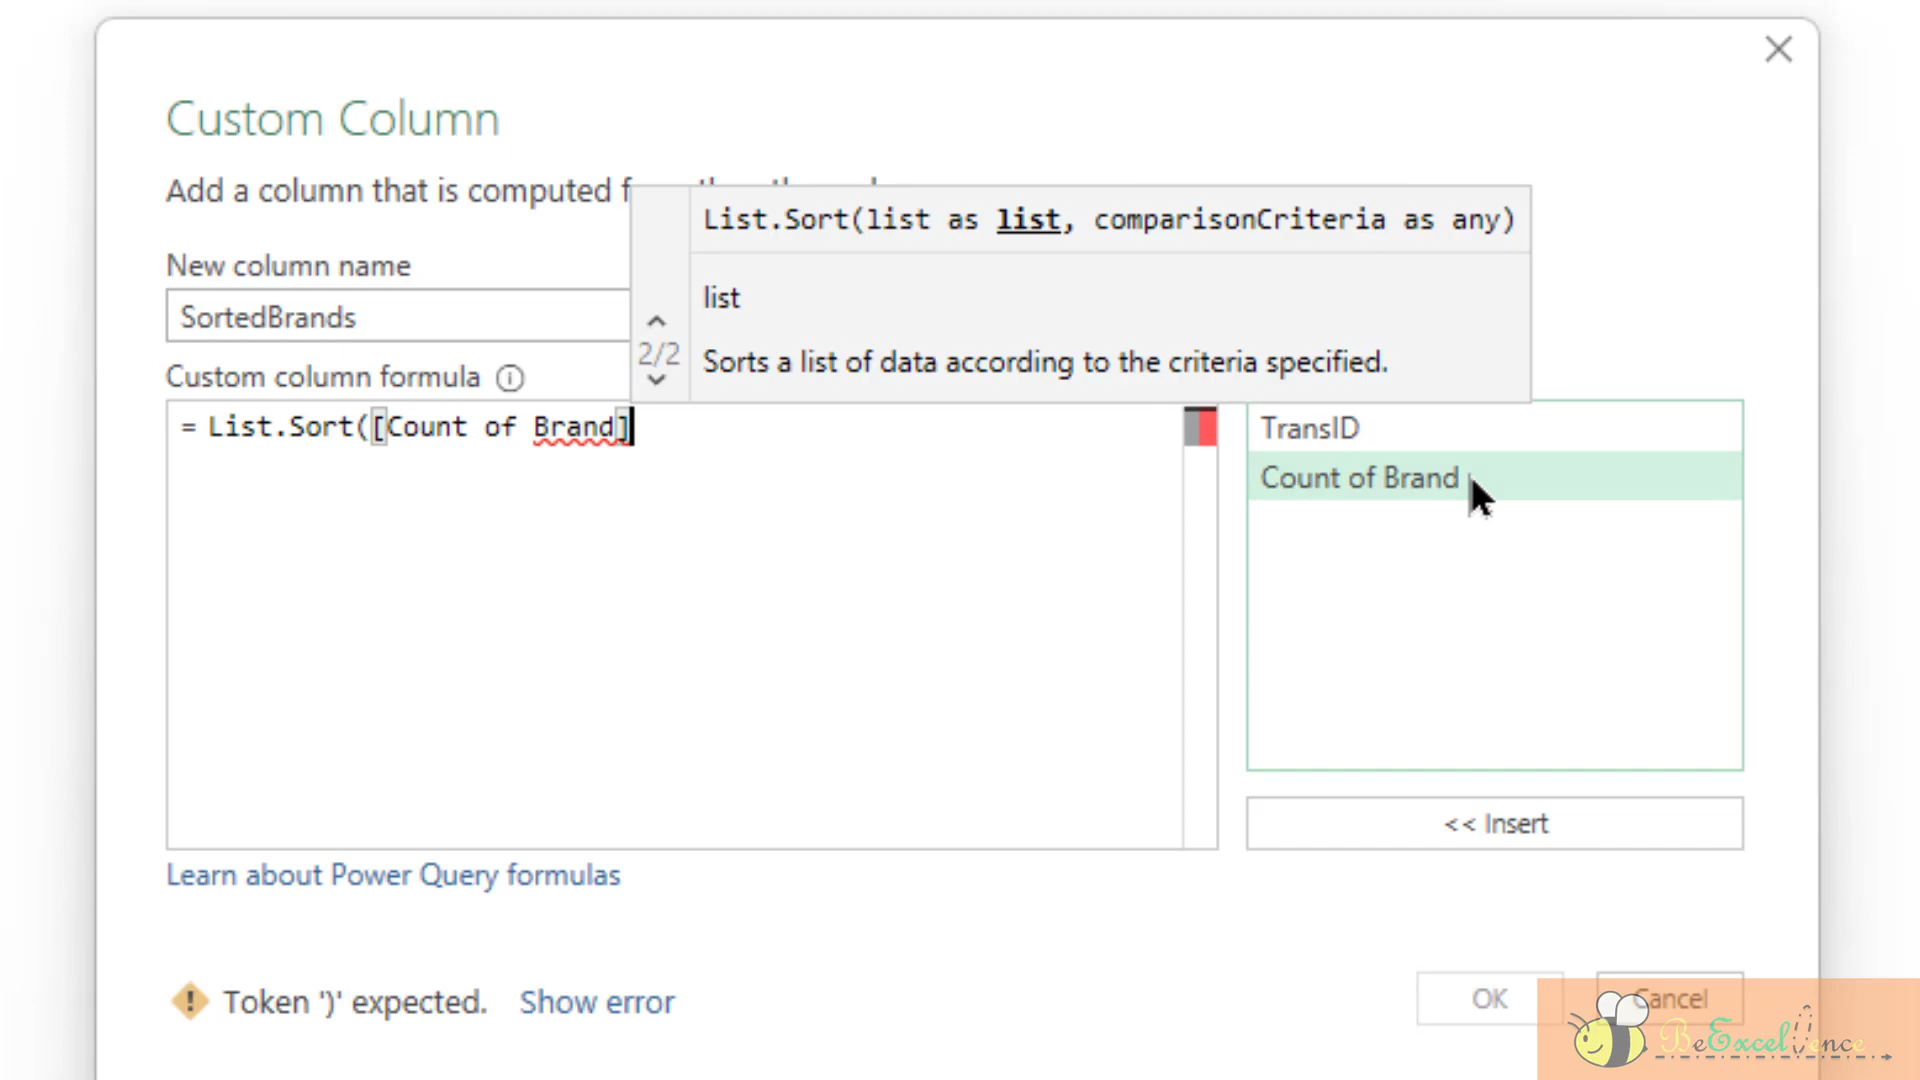 Custom Column
Add a column that is computed
List.Sort(list as list, comparisonCriteria as any)
list
2/2
Sorts a list of data according to the criteria specified.
New column name
SortedBrands
Custom column formula
= List.Sort([Count of Brand]
TransID
Count of Brand
<< Insert
Learn about Power Query formulas
Token ')' expected. Show error
OK
Cancel
BeExcelVence